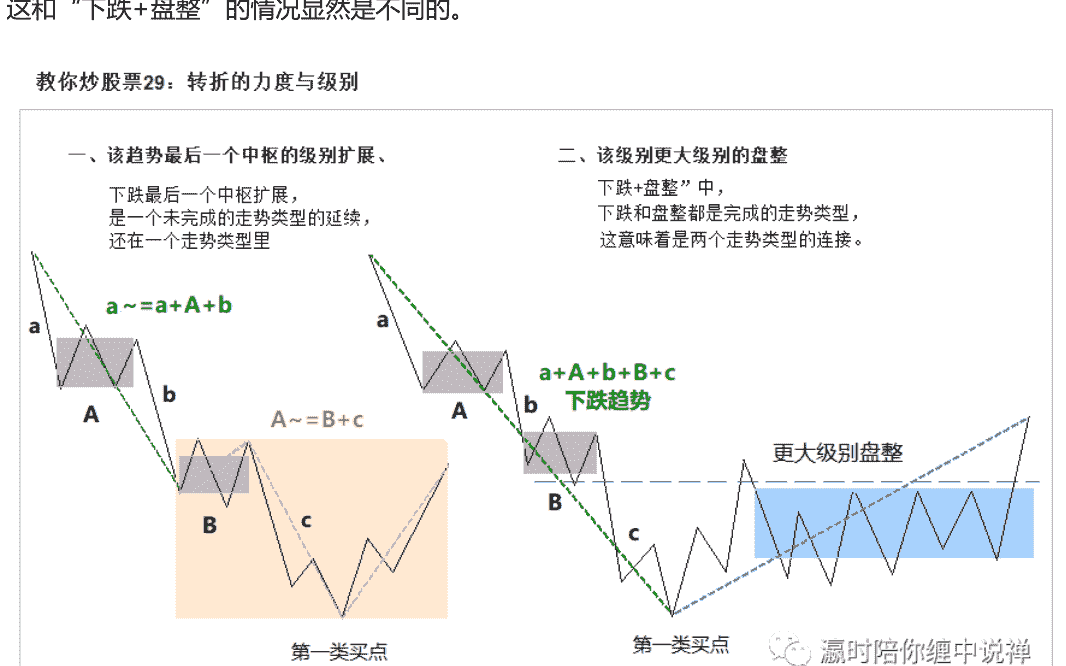 这和“下跌+盘整”的情况显然是不同的。
教你炒股票29：转折的力度与级别
一、该趋势最后一个中枢的级别扩展、
下跌最后一个中枢扩展，
是一个未完成的走势类型的延续，
还在一个走势类型里
二、该级别更大级别的盘整
下跌+盘整”中，
下跌和盘整都是完成的走势类型，
这意味着是两个走势类型的连接。
a
a~=a+A+b
A
b
A~=B+c
B
c
第一类买点
a
A
b
a+A+b+B+c
下跌趋势
B
c
更大级别盘整
第一类买点
瀛时陪你缠中说禅